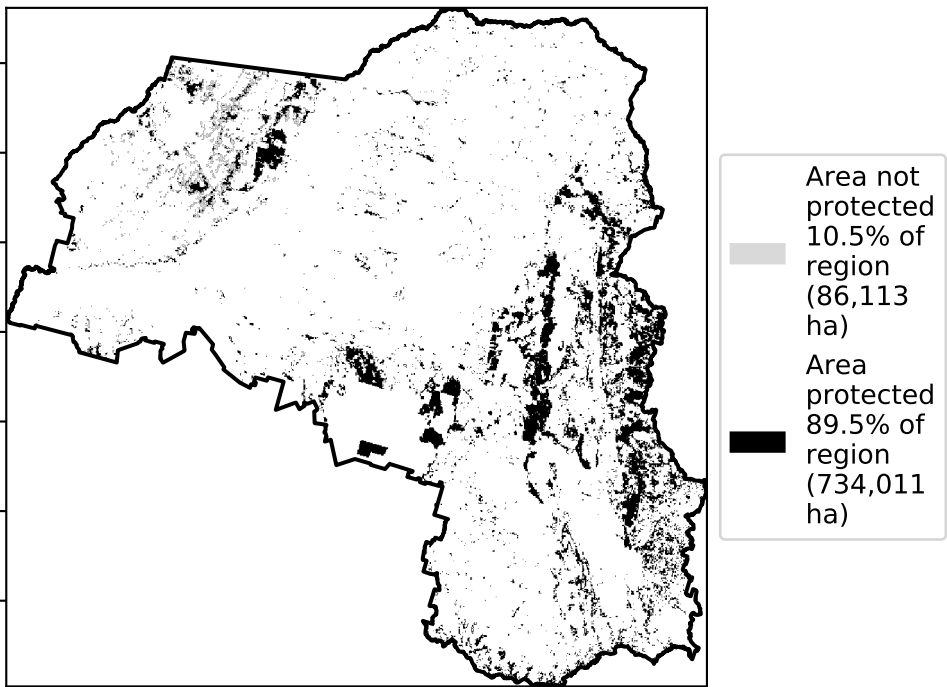 Area not
protected
10.5% of
region
(86,113
ha)
Area
protected
89.5% of
region
(734,011
ha)